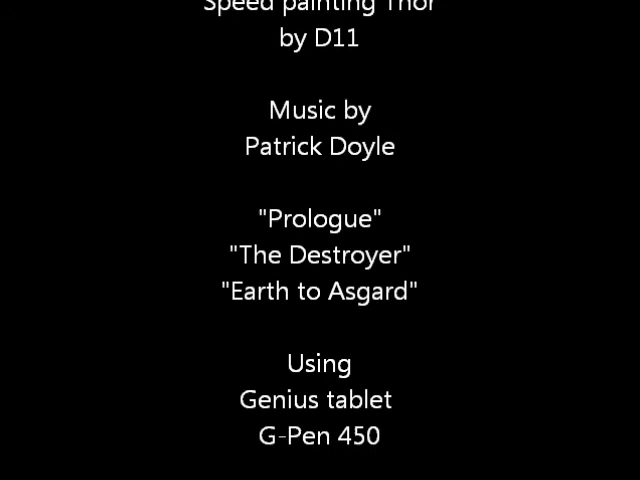 Speed painting Thor
by D11
Music by
Patrick Doyle
"Prologue"
"The Destroyer"
"Earth to Asgard"
Using
Genius tablet
G-Pen 450